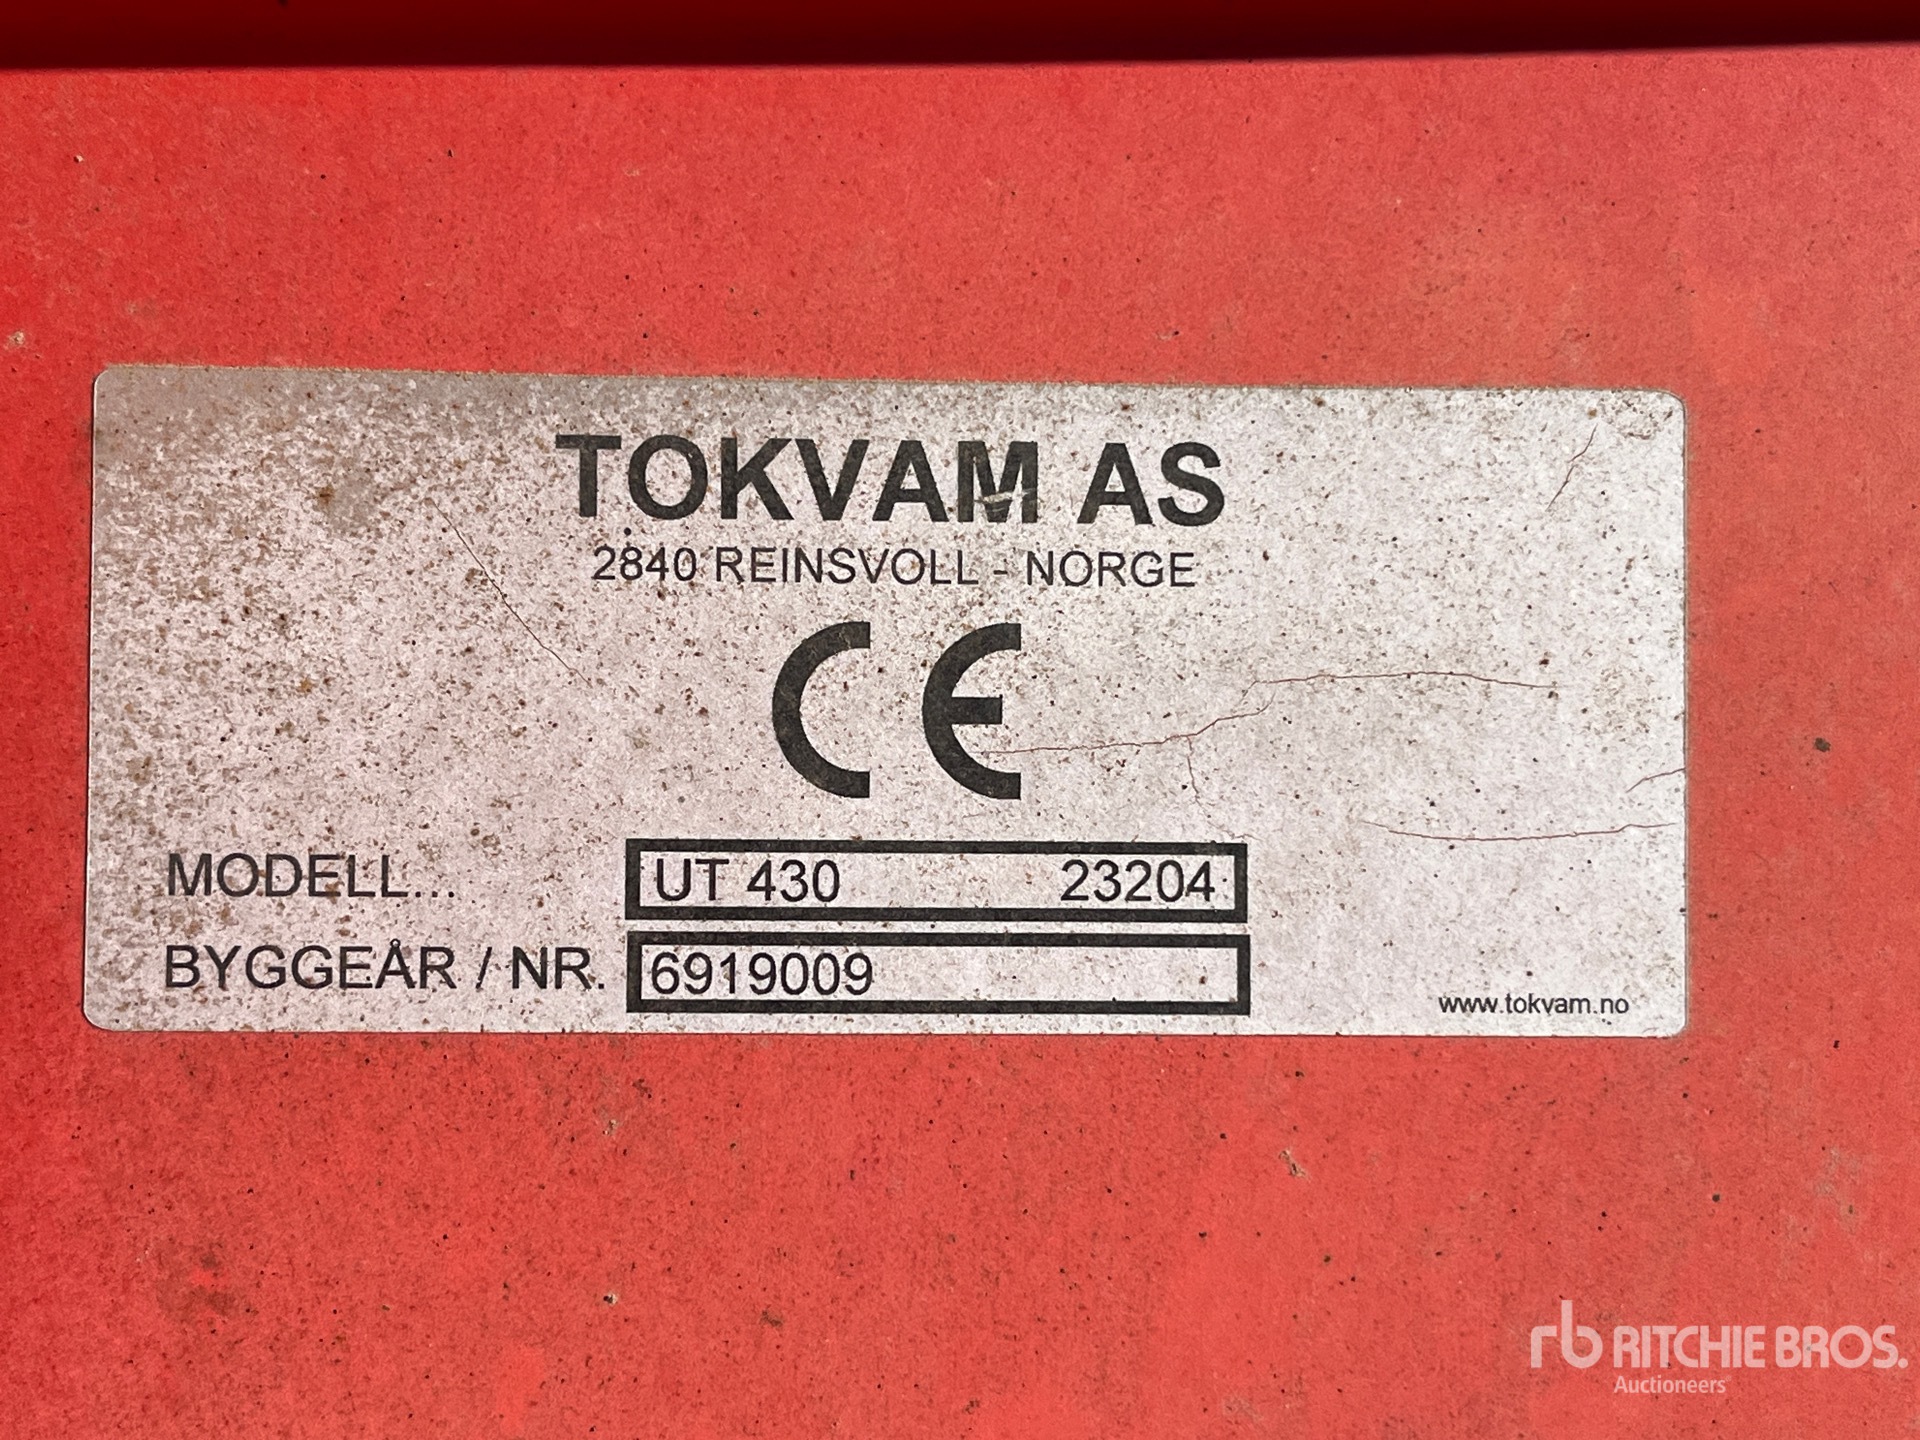 TOKVAM AS
2840 REINSVOLL - NORGE
CE
MODELL... UT 430 23204
BYGGEÅR / NR. 6919009
www.tokvam.no
rb RITCHIE BROS.
Auctioneers